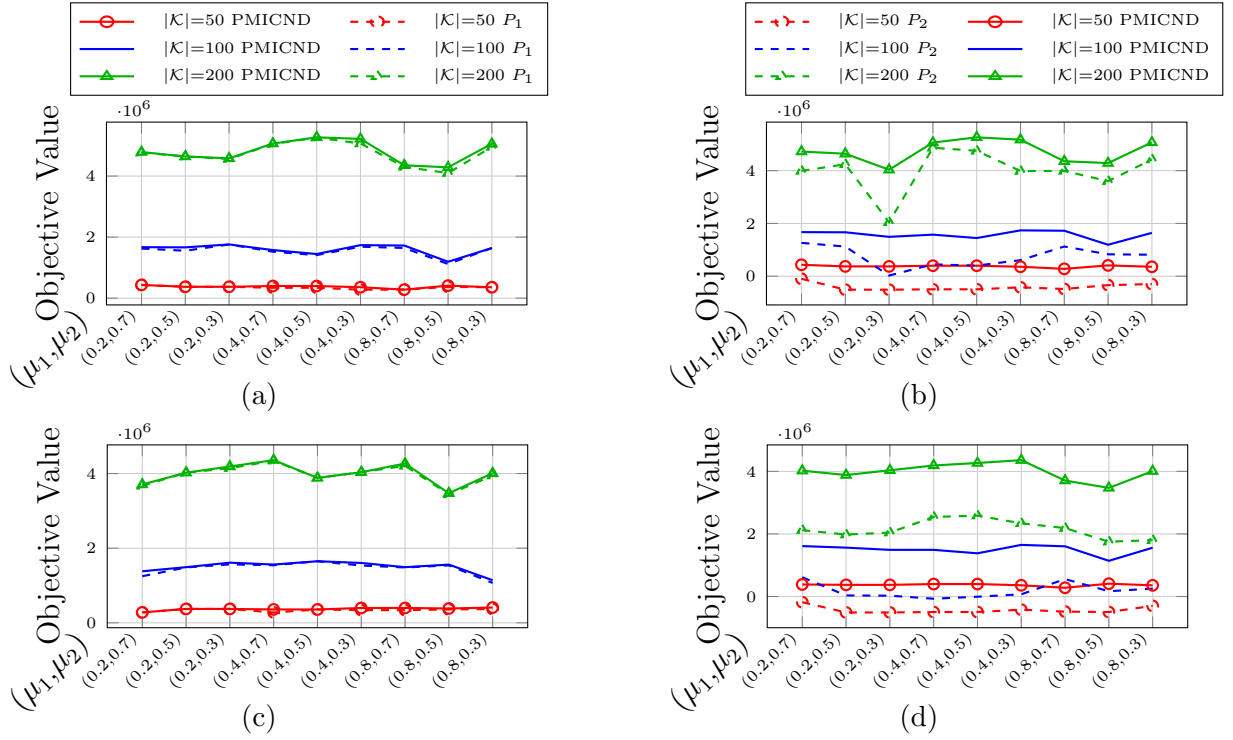 |𝒦|=50 PMICND |𝒦|=50 P₁
|𝒦|=100 PMICND |𝒦|=100 P₁
|𝒦|=200 PMICND |𝒦|=200 P₁
|𝒦|=50 P₂ |𝒦|=50 PMICND
|𝒦|=100 P₂ |𝒦|=100 PMICND
|𝒦|=200 P₂ |𝒦|=200 PMICND
·10⁶
Objective Value
4
2
0
(μ₁,μ₂)
(0.2,0.7)
(0.2,0.5)
(0.2,0.3)
(0.4,0.7)
(0.4,0.5)
(0.4,0.3)
(0.8,0.7)
(0.8,0.5)
(0.8,0.3)
(a)
·10⁶
Objective Value
4
2
0
(μ₁,μ₂)
(0.2,0.7)
(0.2,0.5)
(0.2,0.3)
(0.4,0.7)
(0.4,0.5)
(0.4,0.3)
(0.8,0.7)
(0.8,0.5)
(0.8,0.3)
(b)
·10⁶
Objective Value
4
2
0
(μ₁,μ₂)
(0.2,0.7)
(0.2,0.5)
(0.2,0.3)
(0.4,0.7)
(0.4,0.5)
(0.4,0.3)
(0.8,0.7)
(0.8,0.5)
(0.8,0.3)
(c)
·10⁶
Objective Value
4
2
0
(μ₁,μ₂)
(0.2,0.7)
(0.2,0.5)
(0.2,0.3)
(0.4,0.7)
(0.4,0.5)
(0.4,0.3)
(0.8,0.7)
(0.8,0.5)
(0.8,0.3)
(d)